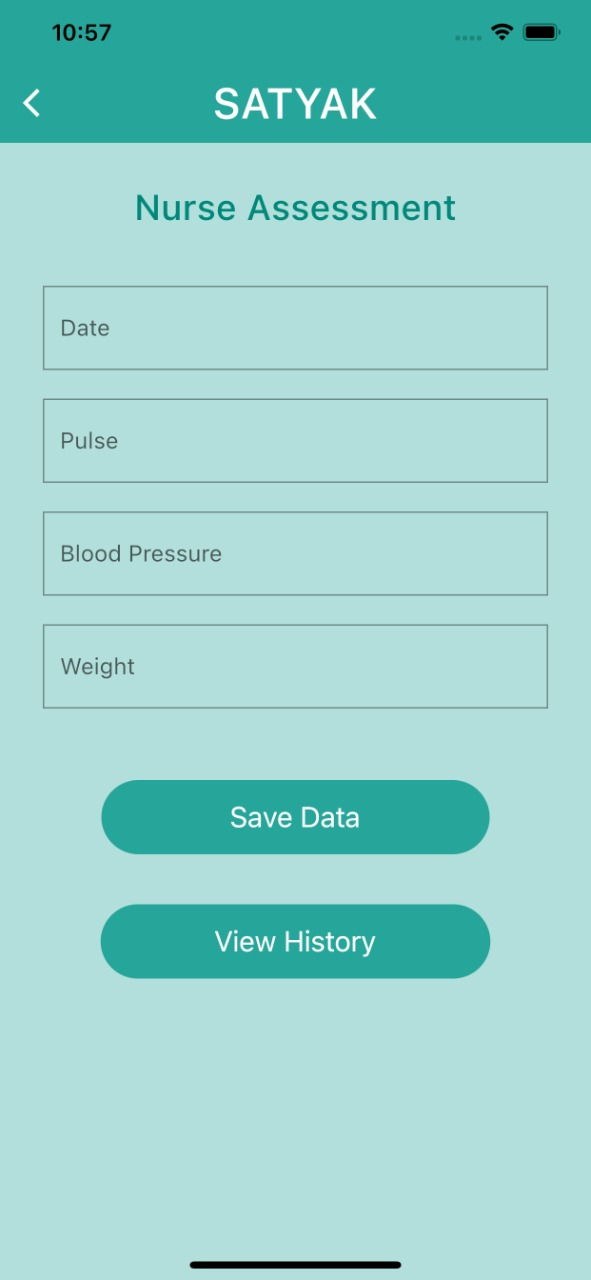 10:57
SATYAK
Nurse Assessment
Date
Pulse
Blood Pressure
Weight
Save Data
View History